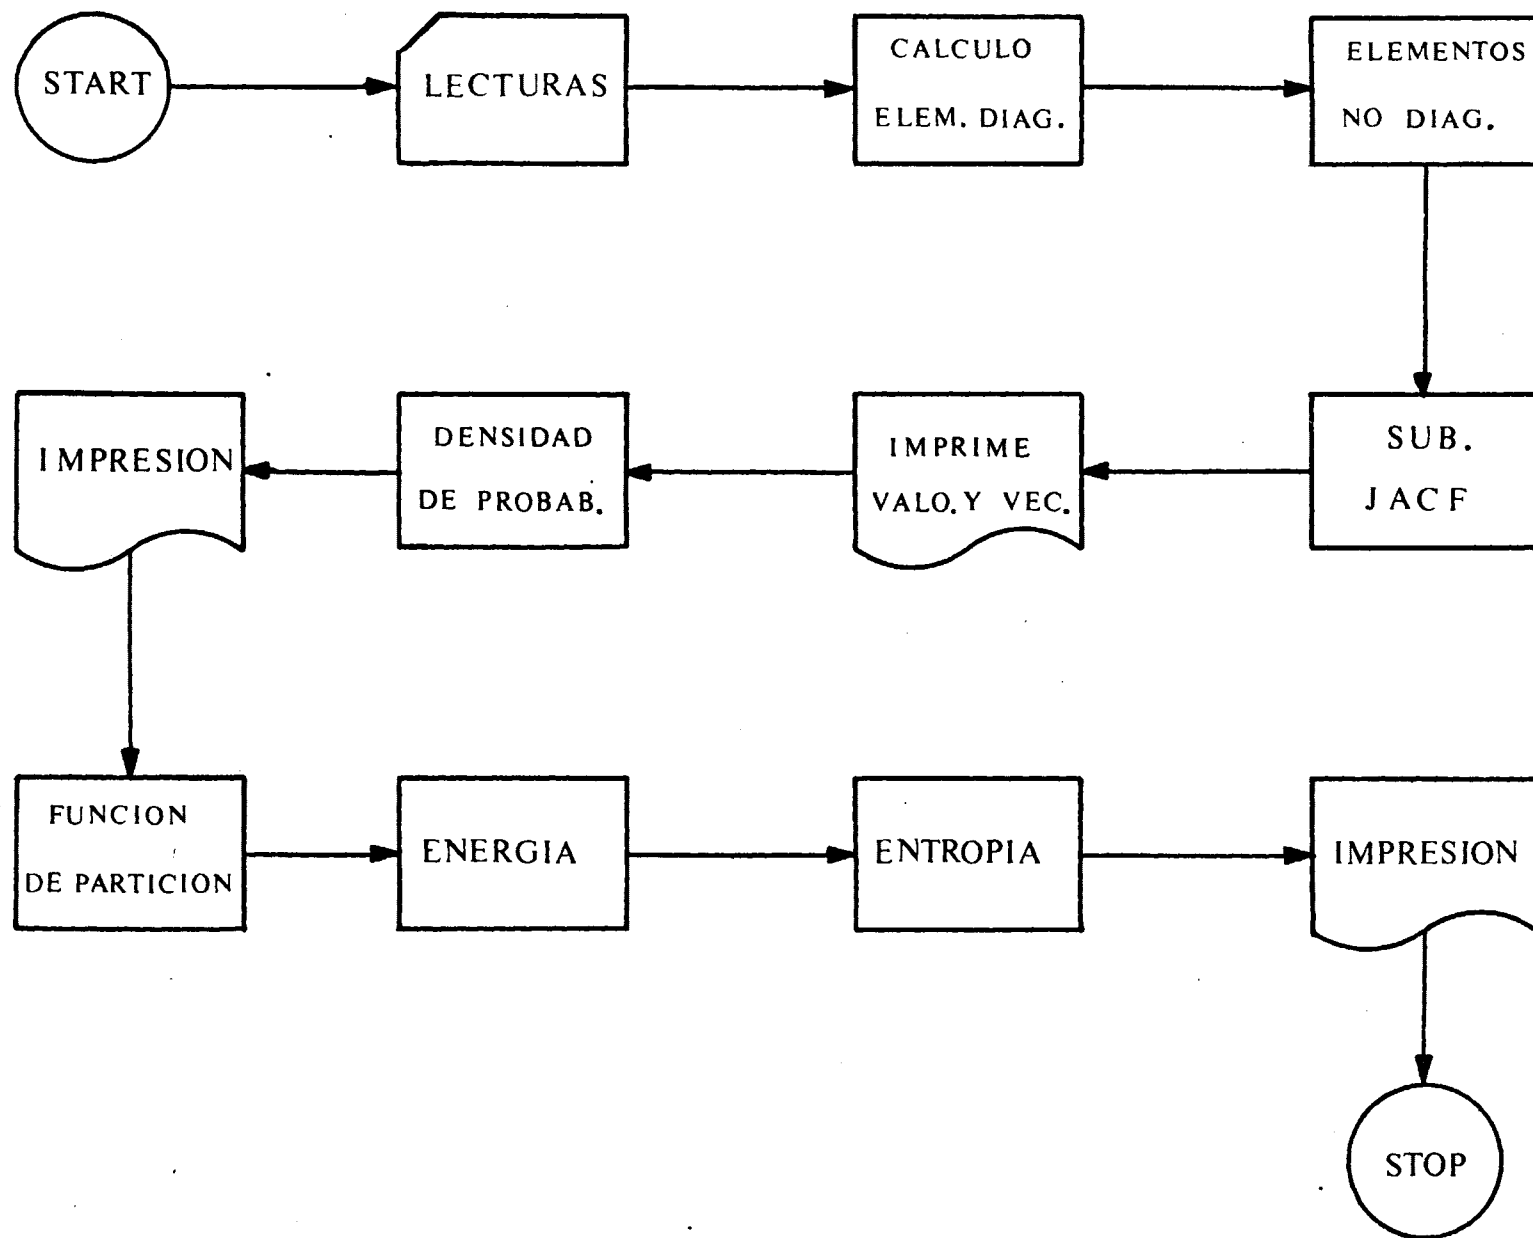 START
LECTURAS
CALCULO
ELEM. DIAG.
ELEMENTOS
NO DIAG.
SUB.
JACF
IMPRIME
VALO. Y VEC.
DENSIDAD
DE PROBAB.
IMPRESION
FUNCION
DE PARTICION
ENERGIA
ENTROPIA
IMPRESION
STOP